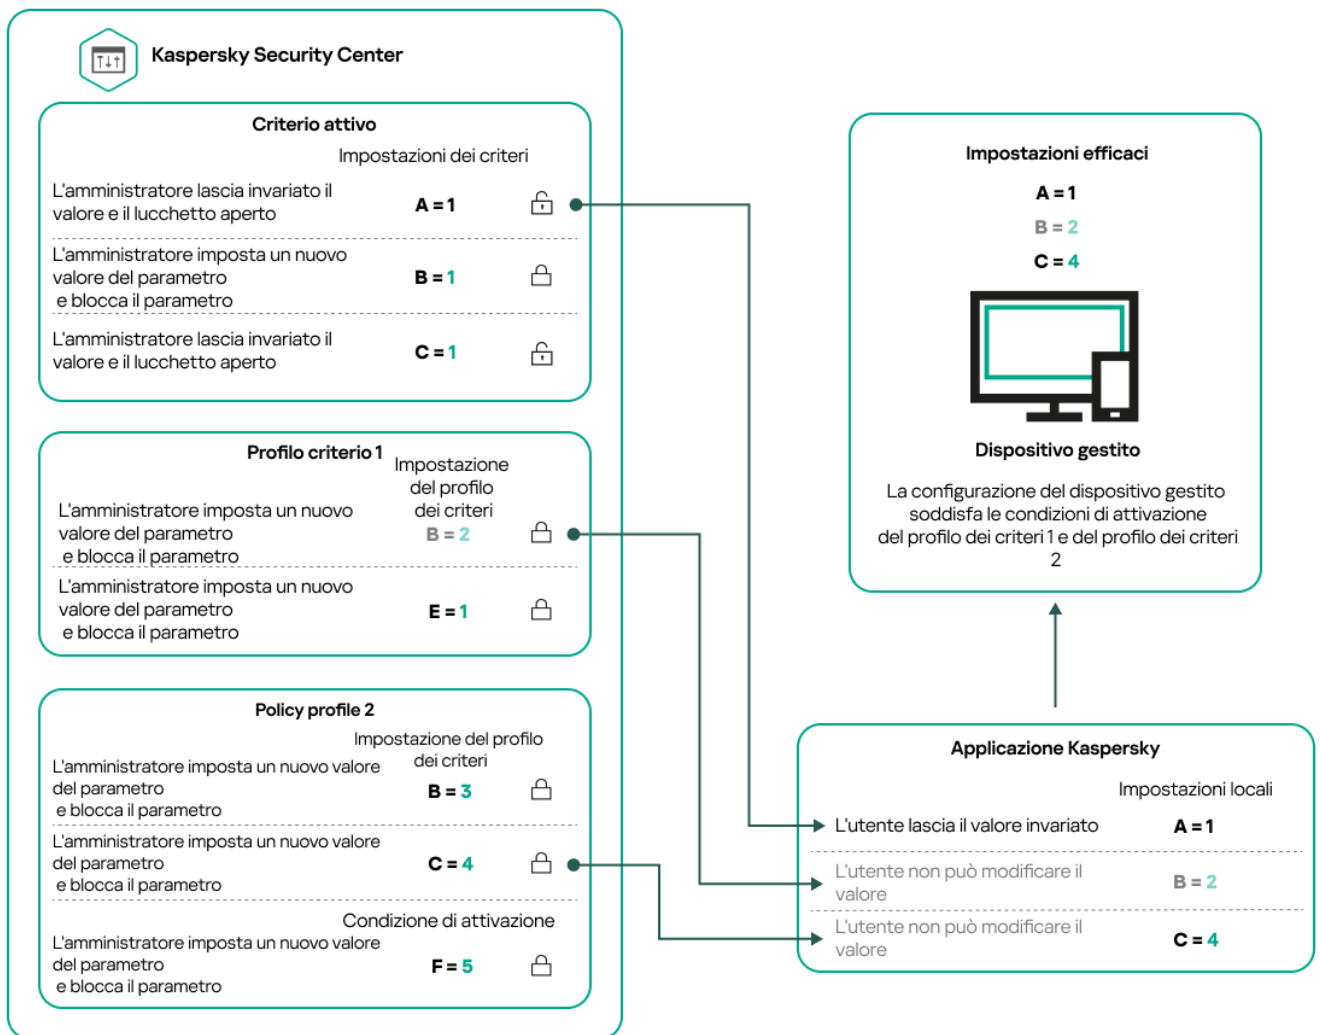 Kaspersky Security Center
Criterio attivo
Impostazioni dei criteri
L'amministratore lascia invariato il
valore e il lucchetto aperto
A = 1
L'amministratore imposta un nuovo
valore del parametro
e blocca il parametro
B = 1
L'amministratore lascia invariato il
valore e il lucchetto aperto
C = 1
Profilo criterio 1
Impostazione
del profilo
dei criteri
L'amministratore imposta un nuovo
valore del parametro
e blocca il parametro
B = 2
L'amministratore imposta un nuovo
valore del parametro
e blocca il parametro
E = 1
Policy profile 2
Impostazione del profilo
dei criteri
L'amministratore imposta un nuovo valore
del parametro
e blocca il parametro
B = 3
L'amministratore imposta un nuovo valore
del parametro
e blocca il parametro
C = 4
Condizione di attivazione
L'amministratore imposta un nuovo valore
del parametro
e blocca il parametro
F = 5
Impostazioni efficaci
A = 1
B = 2
C = 4
Dispositivo gestito
La configurazione del dispositivo gestito
soddisfa le condizioni di attivazione
del profilo dei criteri 1 e del profilo dei criteri
2
Applicazione Kaspersky
Impostazioni locali
L'utente lascia il valore invariato
A = 1
L'utente non può modificare il
valore
B = 2
L'utente non può modificare il
valore
C = 4